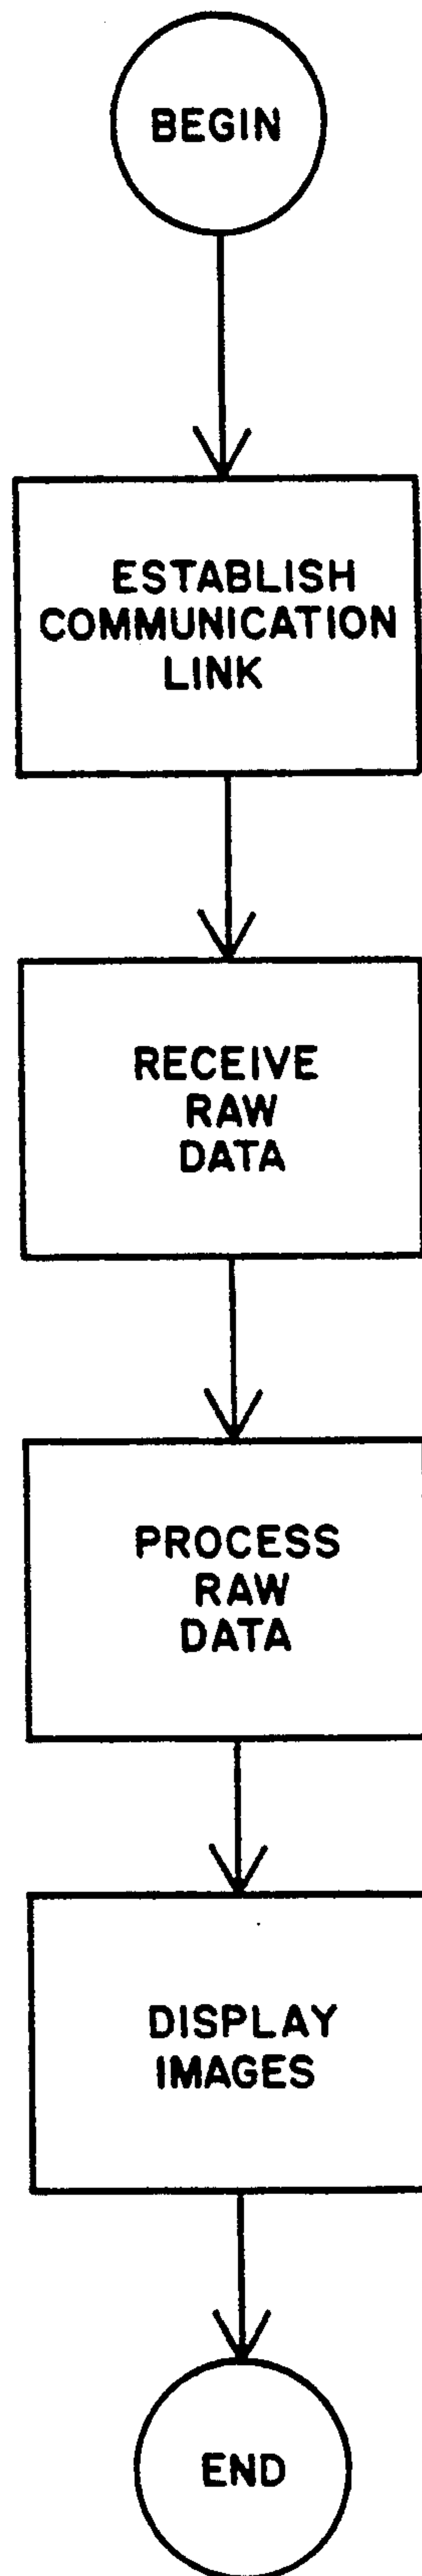 BEGIN
ESTABLISH
COMMUNICATION
LINK
RECEIVE
RAW
DATA
PROCESS
RAW
DATA
DISPLAY
IMAGES
END